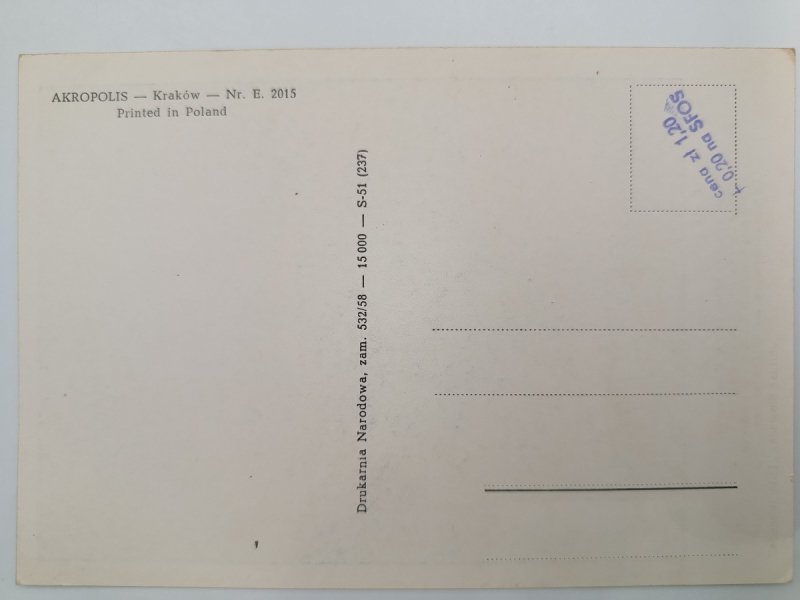 AKROPOLIS — Kraków — Nr. E. 2015
Printed in Poland
Drukarnia Narodowa, zam. 532/58 — 15 000 — S-51 (237)
cena zł 1,20
+ 0,20 na SFOS